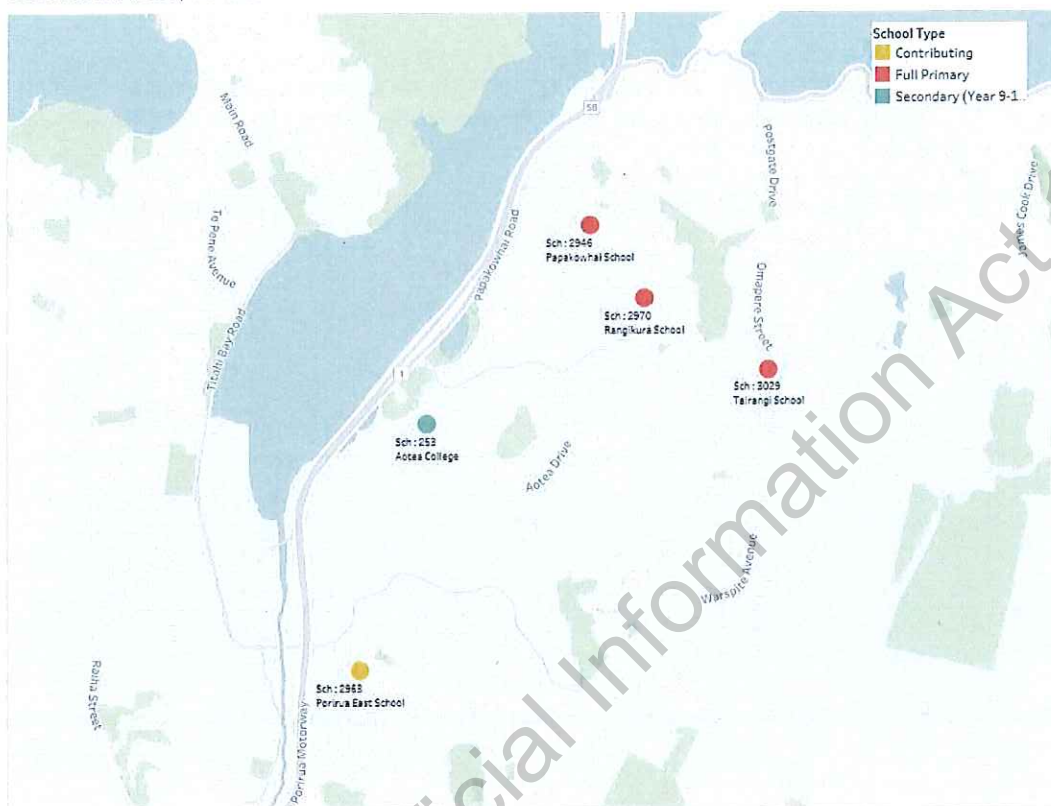 School Type
Contributing
Full Primary
Secondary (Year 9-1..
Main Road
58
Postgate Drive
James Cook Drive
Te Pene Avenue
Papakowhai Road
Sch : 2946
Papakowhai School
Omapere Street
Sch : 2970
Rangikura School
Titahi Bay Road
1
Sch : 3029
Tairangi School
Sch : 253
Aotea College
Aotea Drive
Warspite Avenue
Raiha Street
Sch : 2963
Porirua East School
Porirua Motorway
icial Information Act